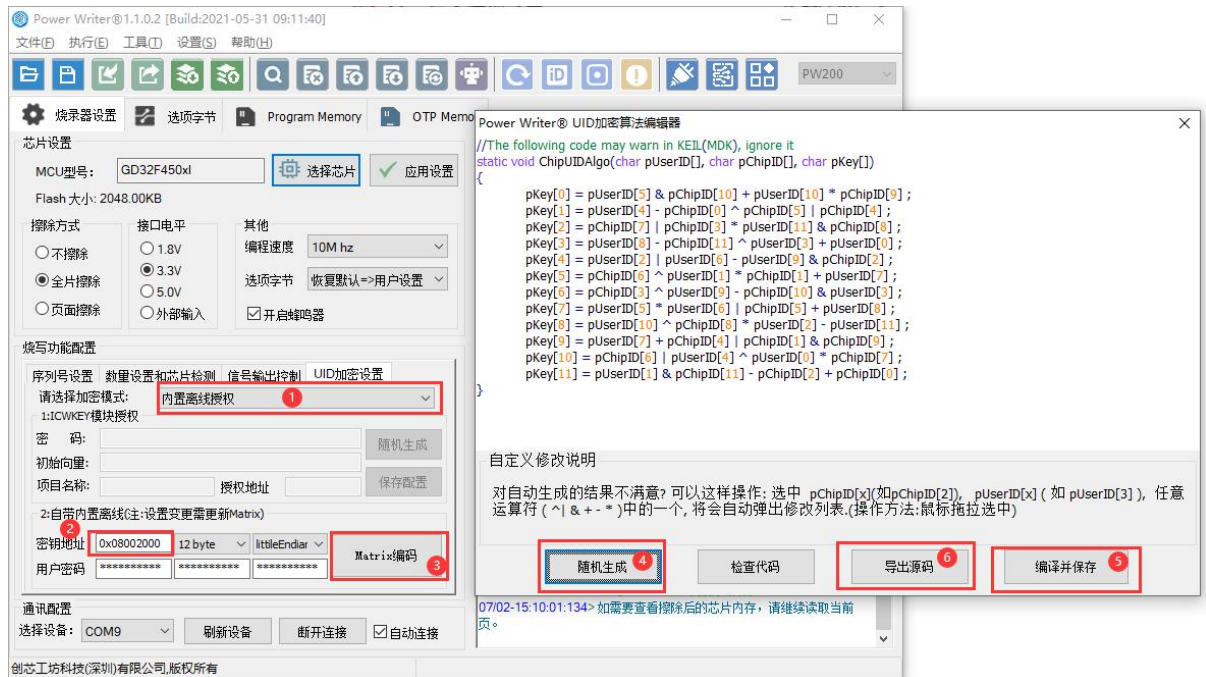 Power Writer®1.1.0.2 [Build:2021-05-31 09:11:40]
文件(F) 执行(E) 工具(T) 设置(S) 帮助(H)
PW200
烧录器设置 选项字节 Program Memory OTP Memo
芯片设置
MCU型号: GD32F450xI 选择芯片 应用设置
Flash 大小: 2048.00KB
擦除方式 接口电平 其他
不擦除 1.8V 编程速度 10M hz
全片擦除 3.3V
5.0V 选项字节 恢复默认=>用户设置
页面擦除 外部输入 开启蜂鸣器
烧写功能配置
序列号设置 数量设置和芯片检测 信号输出控制 UID加密设置
请选择加密模式: 内置离线授权 1
1:ICWKEY模块授权
密 码: 随机生成
初始向量:
项目名称: 授权地址 保存配置
2:自带内置离线(注:设置变更需更新Matrix)
2
密钥地址 0x08002000 12 byte littleEndiar Matrix编码 3
用户密码 ********** ********** **********
通讯配置
选择设备: COM9 刷新设备 断开连接 自动连接
创芯工坊科技(深圳)有限公司,版权所有
Power Writer® UID加密算法编辑器
//The following code may warn in KEIL(MDK), ignore it
static void ChipUIDAlgo(char pUserID[], char pChipID[], char pKey[])
{
pKey[0] = pUserID[5] & pChipID[10] + pUserID[10] * pChipID[9] ;
pKey[1] = pUserID[4] - pChipID[0] ^ pChipID[5] | pChipID[4] ;
pKey[2] = pChipID[7] | pChipID[3] * pUserID[11] & pChipID[8] ;
pKey[3] = pUserID[8] - pChipID[11] ^ pUserID[3] + pUserID[0] ;
pKey[4] = pUserID[2] | pUserID[6] - pUserID[9] & pChipID[2] ;
pKey[5] = pChipID[6] ^ pUserID[1] * pChipID[1] + pUserID[7] ;
pKey[6] = pChipID[3] ^ pUserID[9] - pChipID[10] & pUserID[3] ;
pKey[7] = pUserID[5] * pUserID[6] | pChipID[5] + pUserID[8] ;
pKey[8] = pUserID[10] ^ pChipID[8] * pUserID[2] - pUserID[11] ;
pKey[9] = pUserID[7] + pChipID[4] | pChipID[1] & pChipID[9] ;
pKey[10] = pChipID[6] | pUserID[4] ^ pUserID[0] * pChipID[7] ;
pKey[11] = pUserID[1] & pChipID[11] - pChipID[2] + pChipID[0] ;
}
自定义修改说明
对自动生成的结果不满意? 可以这样操作: 选中 pChipID[x](如pChipID[2]), pUserID[x] ( 如 pUserID[3] ), 任意
运算符 ( ^| & + - * )中的一个, 将会自动弹出修改列表.(操作方法:鼠标拖拉选中)
随机生成 4 检查代码 导出源码 6 编译并保存 5
07/02-15:10:01:134> 如需要查看擦除后的芯片内存，请继续读取当前
页。